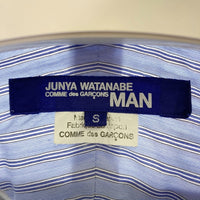 JUNYA WATANABE
COMME des GARÇONS MAN
S
COMME des GARÇONS